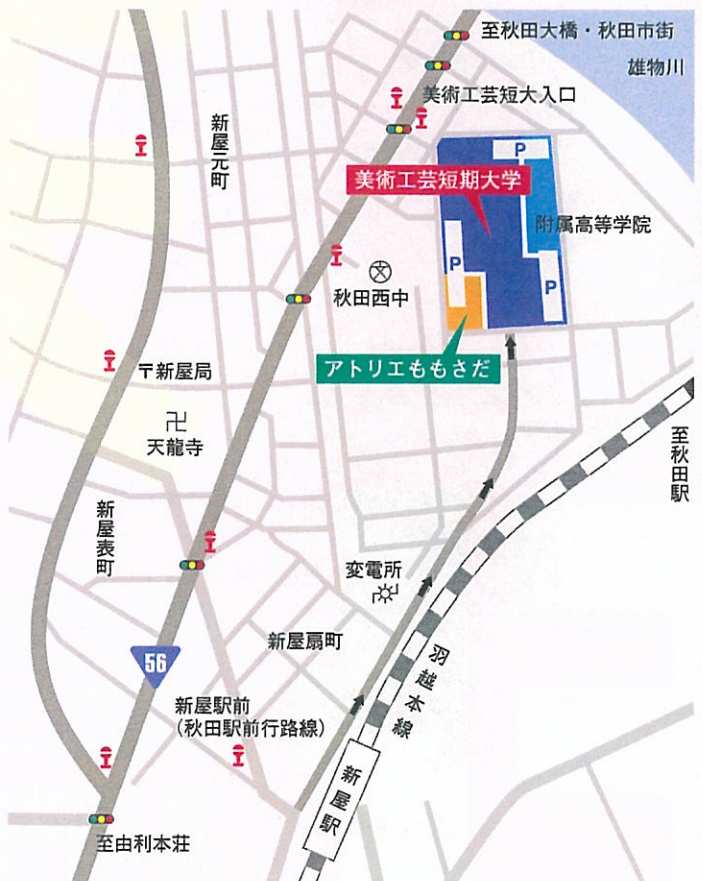 至秋田大橋・秋田市街
雄物川
美術工芸短大入口
新屋元町
P
美術工芸短期大学
附属高等学院
P
P
秋田西中
アトリエももさだ
〒新屋局
天龍寺
至秋田駅
新屋表町
変電所
新屋扇町
羽越本線
56
新屋駅前
(秋田駅前行路線)
新屋駅
至由利本荘